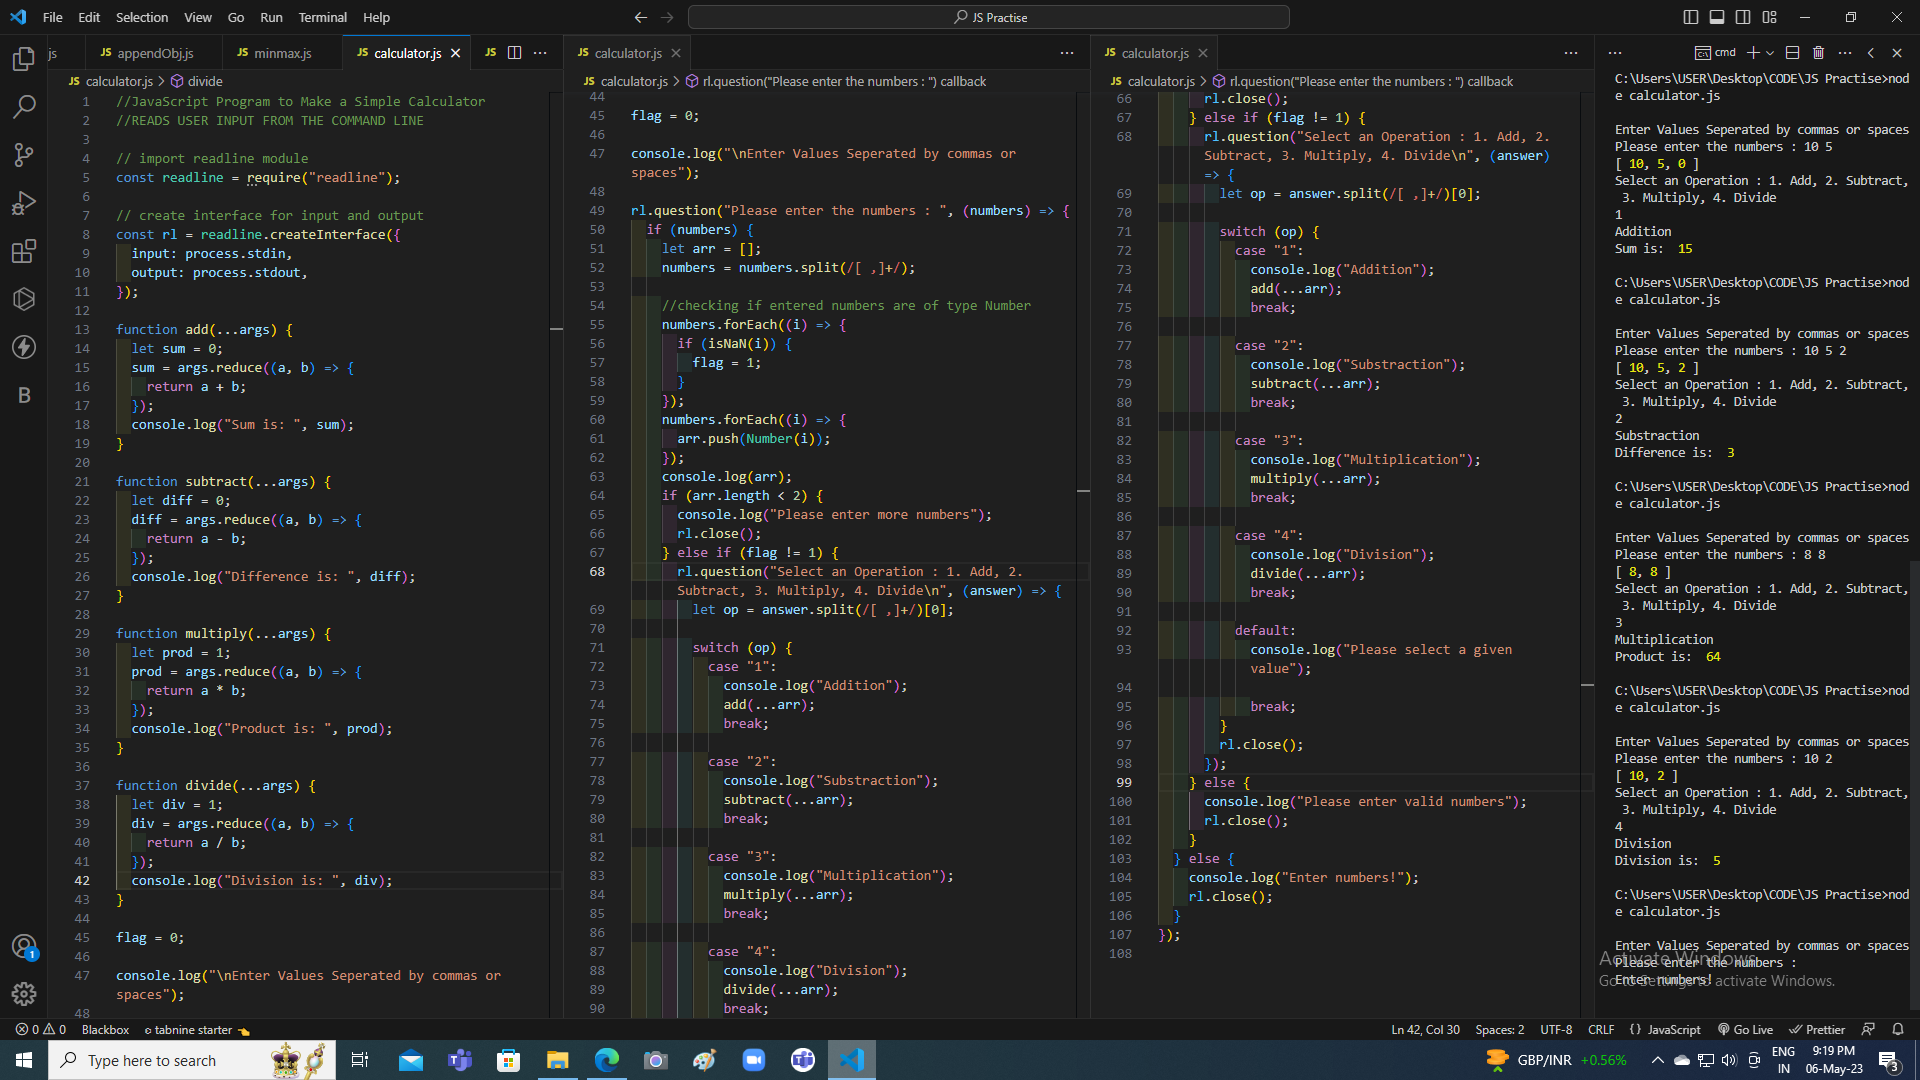 File Edit Selection View Go Run Terminal Help
JS Practise
js
JS appendObj.js
JS minmax.js
JS calculator.js
JS
JS calculator.js > divide
1 //JavaScript Program to Make a Simple Calculator
2 //READS USER INPUT FROM THE COMMAND LINE
3
4 // import readline module
5 const readline = require("readline");
6
7 // create interface for input and output
8 const rl = readline.createInterface({
9 input: process.stdin,
10 output: process.stdout,
11 });
12
13 function add(...args) {
14 let sum = 0;
15 sum = args.reduce((a, b) => {
16 return a + b;
17 });
18 console.log("Sum is: ", sum);
19 }
20
21 function subtract(...args) {
22 let diff = 0;
23 diff = args.reduce((a, b) => {
24 return a - b;
25 });
26 console.log("Difference is: ", diff);
27 }
28
29 function multiply(...args) {
30 let prod = 1;
31 prod = args.reduce((a, b) => {
32 return a * b;
33 });
34 console.log("Product is: ", prod);
35 }
36
37 function divide(...args) {
38 let div = 1;
39 div = args.reduce((a, b) => {
40 return a / b;
41 });
42 console.log("Division is: ", div);
43 }
44
45 flag = 0;
46
47 console.log("\nEnter Values Seperated by commas or
spaces");
48
JS calculator.js
JS calculator.js > rl.question("Please enter the numbers : ") callback
44
45 flag = 0;
46
47 console.log("\nEnter Values Seperated by commas or
spaces");
48
49 rl.question("Please enter the numbers : ", (numbers) => {
50 if (numbers) {
51 let arr = [];
52 numbers = numbers.split(/[ ,]+/);
53
54 //checking if entered numbers are of type Number
55 numbers.forEach((i) => {
56 if (isNaN(i)) {
57 flag = 1;
58 }
59 });
60 numbers.forEach((i) => {
61 arr.push(Number(i));
62 });
63 console.log(arr);
64 if (arr.length < 2) {
65 console.log("Please enter more numbers");
66 rl.close();
67 } else if (flag != 1) {
68 rl.question("Select an Operation : 1. Add, 2.
Subtract, 3. Multiply, 4. Divide\n", (answer) => {
69 let op = answer.split(/[ ,]+/)[0];
70
71 switch (op) {
72 case "1":
73 console.log("Addition");
74 add(...arr);
75 break;
76
77 case "2":
78 console.log("Substraction");
79 subtract(...arr);
80 break;
81
82 case "3":
83 console.log("Multiplication");
84 multiply(...arr);
85 break;
86
87 case "4":
88 console.log("Division");
89 divide(...arr);
90 break;
JS calculator.js
JS calculator.js > rl.question("Please enter the numbers : ") callback
66 rl.close();
67 } else if (flag != 1) {
68 rl.question("Select an Operation : 1. Add, 2.
Subtract, 3. Multiply, 4. Divide\n", (answer)
=> {
69 let op = answer.split(/[ ,]+/)[0];
70
71 switch (op) {
72 case "1":
73 console.log("Addition");
74 add(...arr);
75 break;
76
77 case "2":
78 console.log("Substraction");
79 subtract(...arr);
80 break;
81
82 case "3":
83 console.log("Multiplication");
84 multiply(...arr);
85 break;
86
87 case "4":
88 console.log("Division");
89 divide(...arr);
90 break;
91
92 default:
93 console.log("Please select a given
value");
94
95 break;
96 }
97 rl.close();
98 });
99 } else {
100 console.log("Please enter valid numbers");
101 rl.close();
102 }
103 } else {
104 console.log("Enter numbers!");
105 rl.close();
106 }
107 });
108
cmd
C:\Users\USER\Desktop\CODE\JS Practise>nod
e calculator.js
Enter Values Seperated by commas or spaces
Please enter the numbers : 10 5
[ 10, 5, 0 ]
Select an Operation : 1. Add, 2. Subtract,
3. Multiply, 4. Divide
1
Addition
Sum is: 15
C:\Users\USER\Desktop\CODE\JS Practise>nod
e calculator.js
Enter Values Seperated by commas or spaces
Please enter the numbers : 10 5 2
[ 10, 5, 2 ]
Select an Operation : 1. Add, 2. Subtract,
3. Multiply, 4. Divide
2
Substraction
Difference is: 3
C:\Users\USER\Desktop\CODE\JS Practise>nod
e calculator.js
Enter Values Seperated by commas or spaces
Please enter the numbers : 8 8
[ 8, 8 ]
Select an Operation : 1. Add, 2. Subtract,
3. Multiply, 4. Divide
3
Multiplication
Product is: 64
C:\Users\USER\Desktop\CODE\JS Practise>nod
e calculator.js
Enter Values Seperated by commas or spaces
Please enter the numbers : 10 2
[ 10, 2 ]
Select an Operation : 1. Add, 2. Subtract,
3. Multiply, 4. Divide
4
Division
Division is: 5
C:\Users\USER\Desktop\CODE\JS Practise>nod
e calculator.js
Enter Values Seperated by commas or spaces
Please enter the numbers :
Enter numbers!
Activate Windows
Go to Settings to activate Windows.
B
1
0 0 Blackbox tabnine starter
Ln 42, Col 30 Spaces: 2 UTF-8 CRLF {} JavaScript Go Live Prettier
Type here to search
GBP/INR +0.56%
ENG
IN
9:19 PM
06-May-23
3